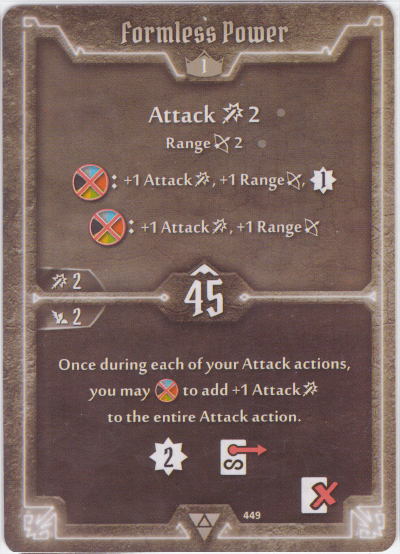 Formless Power
1
Attack 2
Range 2
: +1 Attack, +1 Range, 1
: +1 Attack, +1 Range
2
45
2
Once during each of your Attack actions,
you may to add +1 Attack
to the entire Attack action.
2
449